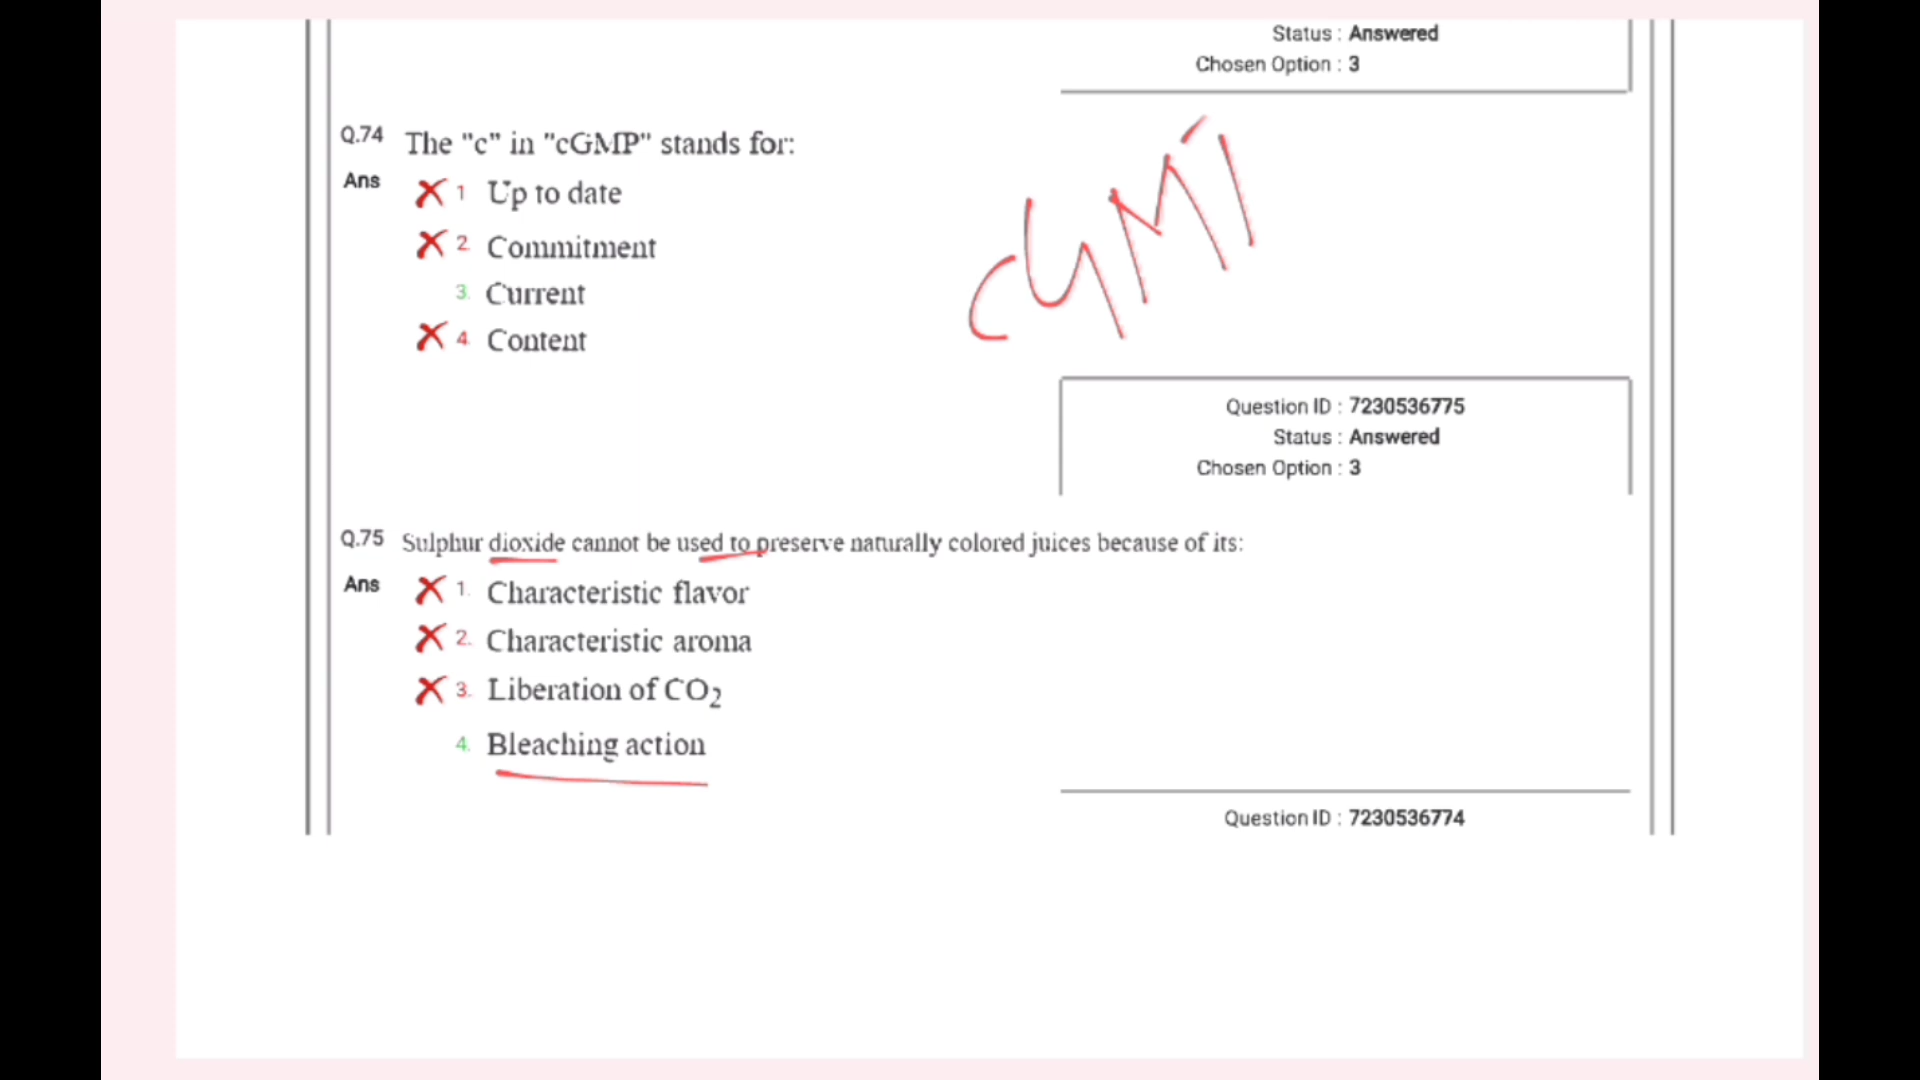 Status : Answered
Chosen Option : 3
Q.74 The "c" in "cGMP" stands for:
Ans 1 Up to date
2. Commitment
3. Current
4. Content
cGMP
Question ID : 7230536775
Status : Answered
Chosen Option : 3
Q.75 Sulphur dioxide cannot be used to preserve naturally colored juices because of its:
Ans 1. Characteristic flavor
2. Characteristic aroma
3. Liberation of CO2
4. Bleaching action
Question ID : 7230536774